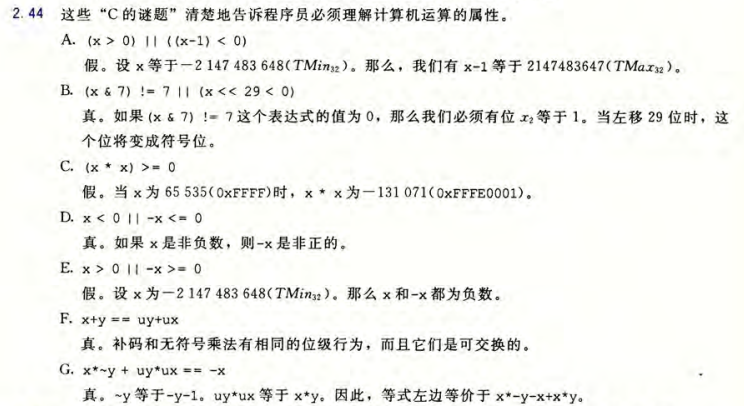 2.44 这些“C的谜题”清楚地告诉程序员必须理解计算机运算的属性。
A. (x > 0) || ((x-1) < 0)
假。设 x 等于-2 147 483 648(TMin₃₂)。那么，我们有 x-1 等于 2147483647(TMax₃₂)。
B. (x & 7) != 7 || (x << 29 < 0)
真。如果(x & 7) != 7这个表达式的值为 0，那么我们必须有位 x₂等于 1。当左移 29 位时，这
个位将变成符号位。
C. (x * x) >= 0
假。当 x 为 65 535(0xFFFF)时，x * x 为-131 071(0xFFFE0001)。
D. x < 0 || -x <= 0
真。如果 x 是非负数，则-x 是非正的。
E. x > 0 || -x >= 0
假。设 x 为-2 147 483 648(TMin₃₂)。那么 x 和-x 都为负数。
F. x+y == uy+ux
真。补码和无符号乘法有相同的位级行为，而且它们是可交换的。
G. x*~y + uy*ux == -x
真。~y 等于-y-1。uy*ux 等于 x*y。因此，等式左边等价于 x*-y-x+x*y。